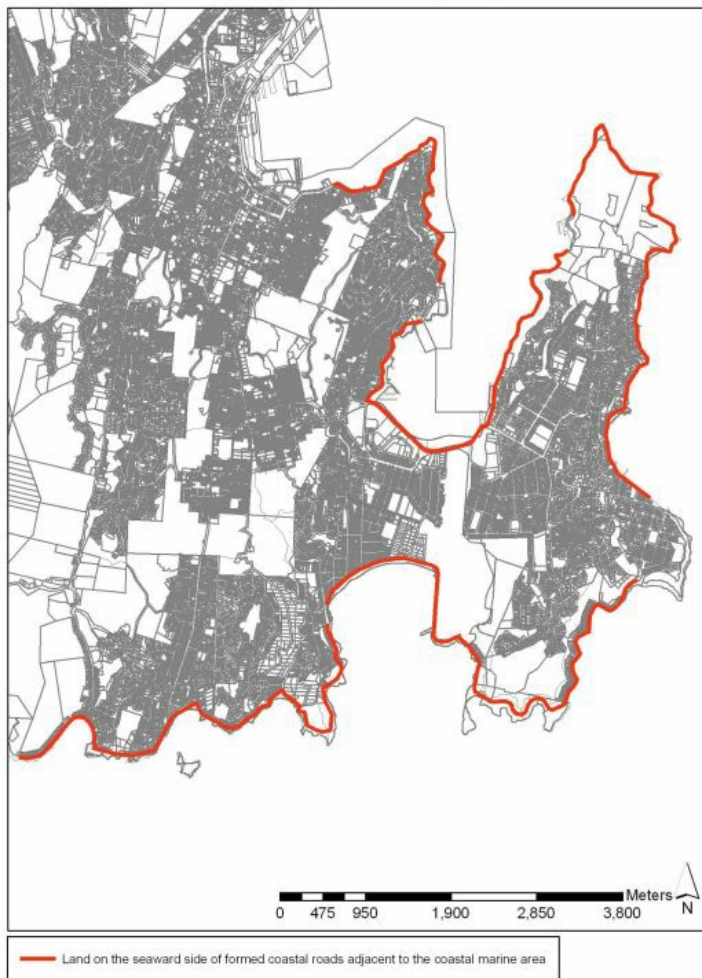 Meters
0 475 950 1,900 2,850 3,800
N
Land on the seaward side of formed coastal roads adjacent to the coastal marine area